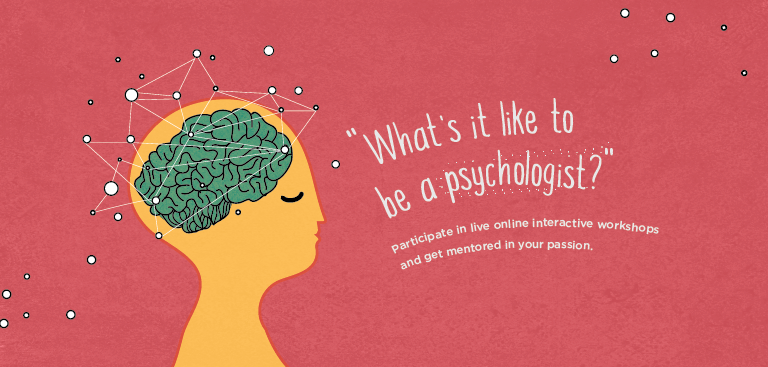 "What's it like to
be a psychologist?"
Participate in live online interactive workshops
and get mentored in your passion.